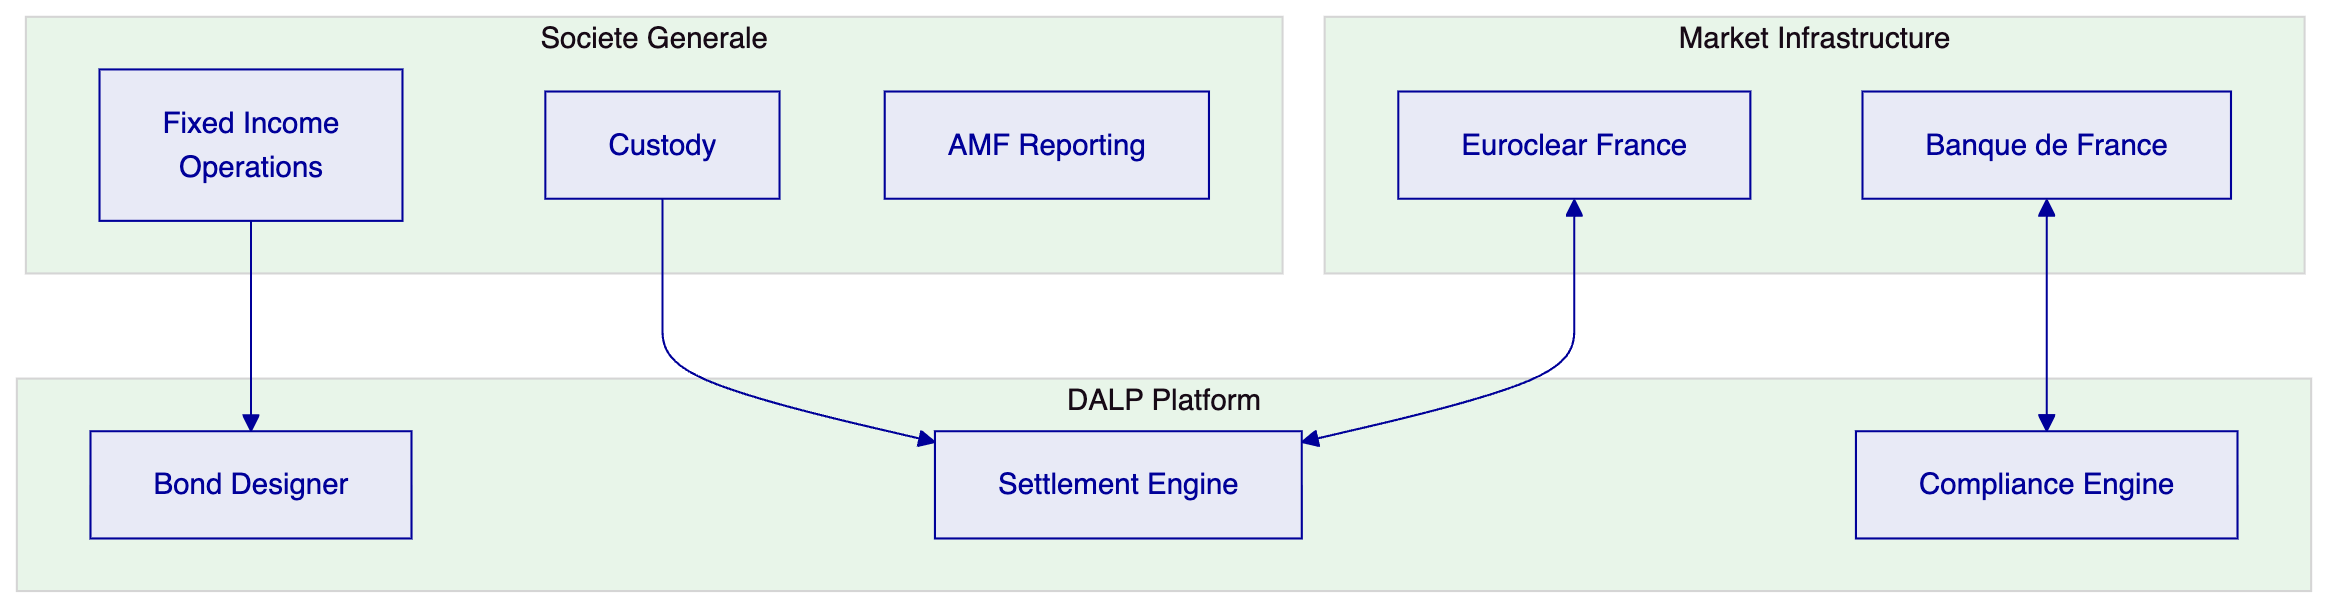 Societe Generale
Fixed Income
Operations
Custody
AMF Reporting
Market Infrastructure
Euroclear France
Banque de France
DALP Platform
Bond Designer
Settlement Engine
Compliance Engine